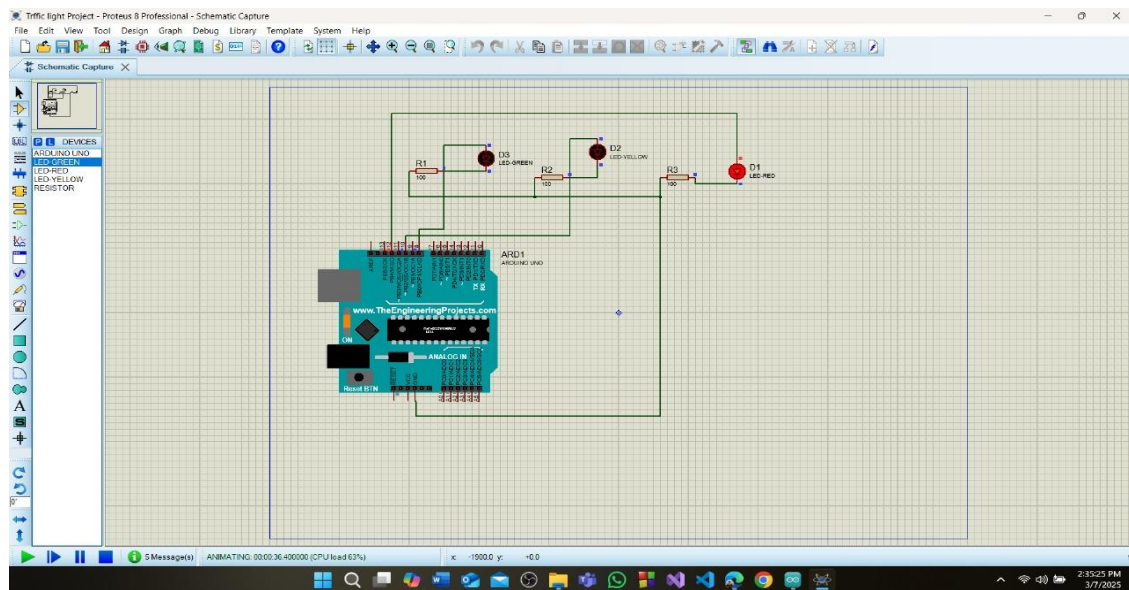 Trffic light Project - Proteus 8 Professional - Schematic Capture
File Edit View Tool Design Graph Debug Library Template System Help
Schematic Capture
P L DEVICES
ARDUINO UNO
LED-GREEN
LED-RED
LED-YELLOW
RESISTOR
D3
LED-GREEN
D2
LED-YELLOW
D1
LED-RED
R1
100
R2
100
R3
100
ARD1
ARDUINO UNO
AREF
TX
RX
www.TheEngineeringProjects.com
ON
ANALOG IN
RESET
Reset BTN
5 Message(s)
ANIMATING: 00:00:36.400000 (CPU load 63%)
x: -1900.0 y: +0.0
2:35:25 PM
3/7/2025